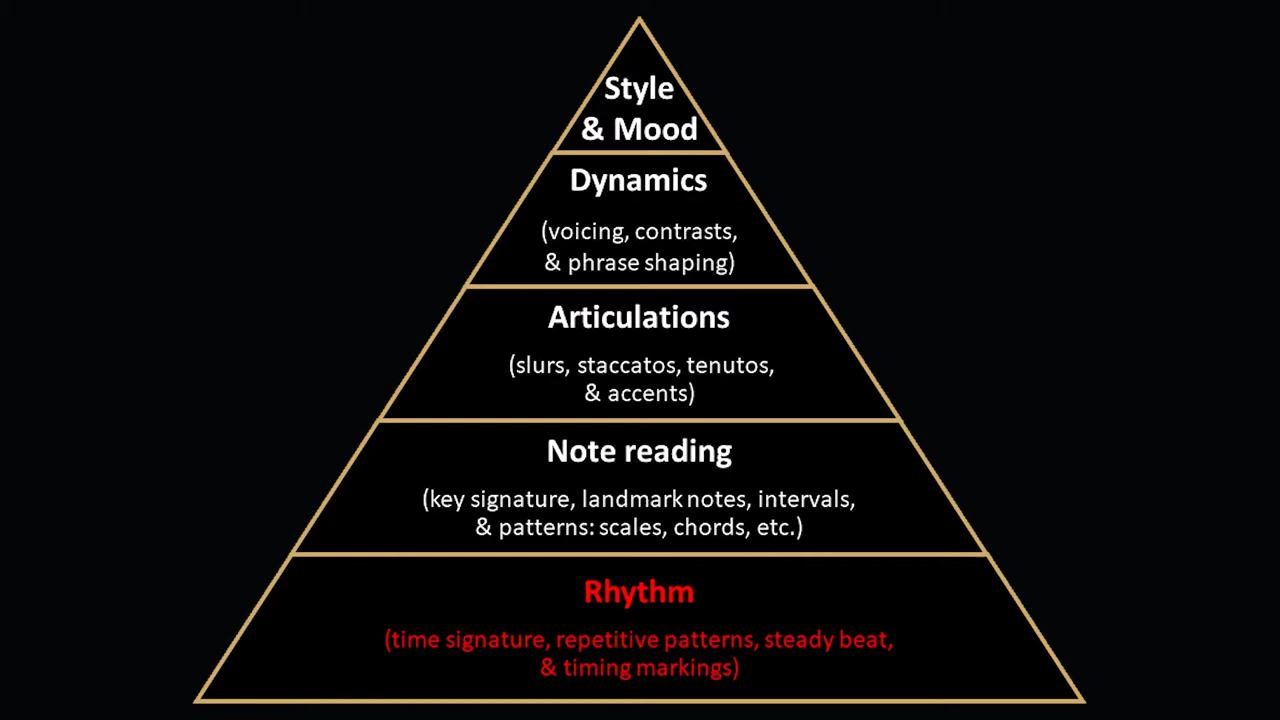 Style
& Mood
Dynamics
(voicing, contrasts,
& phrase shaping)
Articulations
(slurs, staccatos, tenutos,
& accents)
Note reading
(key signature, landmark notes, intervals,
& patterns: scales, chords, etc.)
Rhythm
(time signature, repetitive patterns, steady beat,
& timing markings)